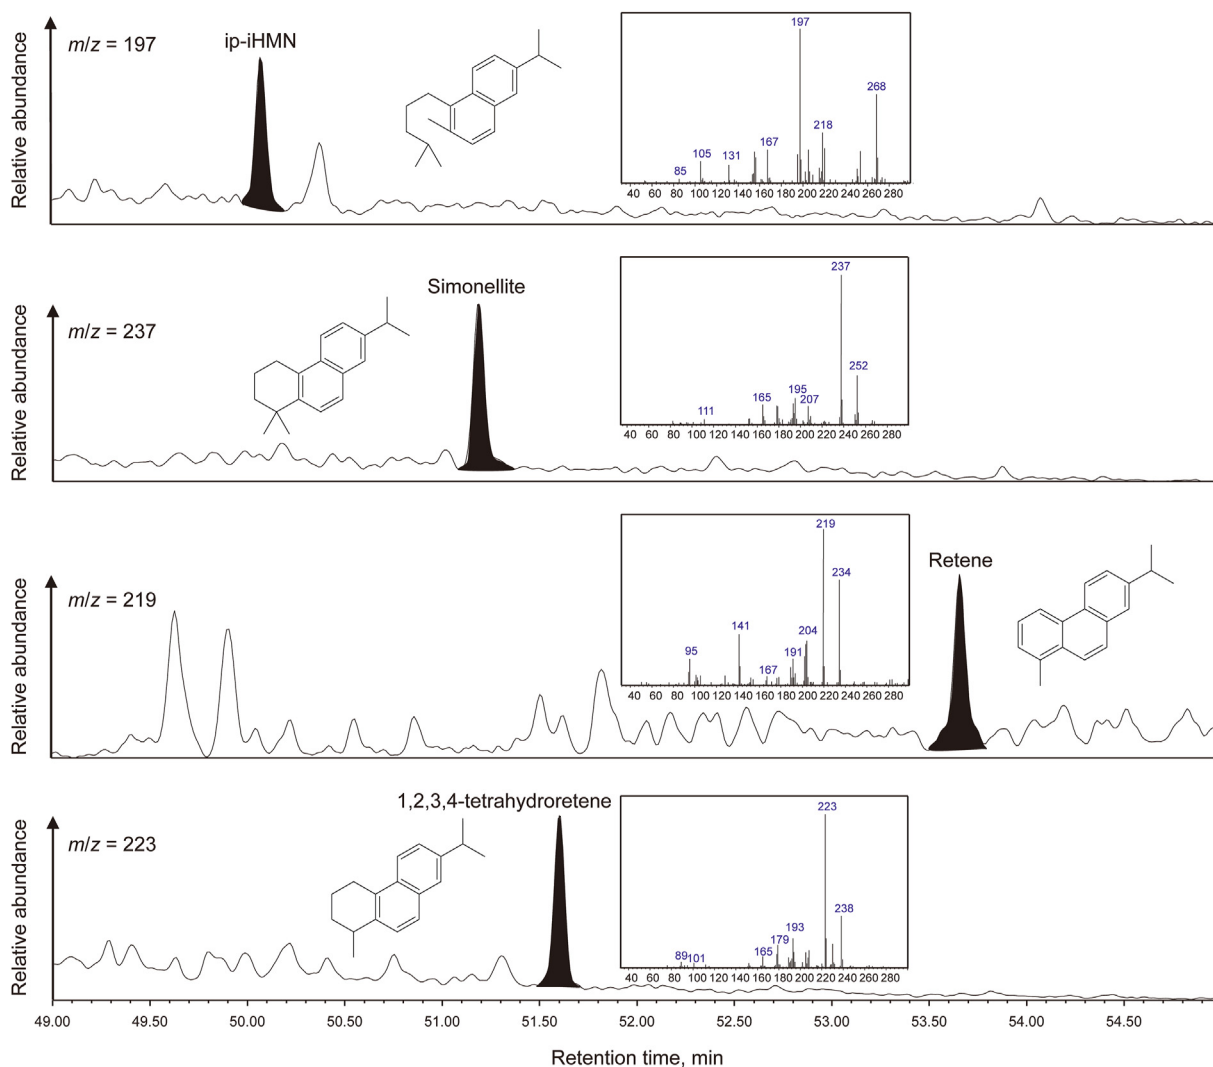 Relative abundance
m/z = 197
ip-iHMN
197
268
218
167
105
131
85
40 60 80 100 120 140 160 180 200 220 240 260 280
Relative abundance
m/z = 237
Simonellite
237
252
195
165
207
111
40 60 80 100 120 140 160 180 200 220 240 260 280
Relative abundance
m/z = 219
Retene
219
234
141
204
95
191
167
40 60 80 100 120 140 160 180 200 220 240 260 280
Relative abundance
m/z = 223
1,2,3,4-tetrahydroretene
223
238
193
179
165
89
101
40 60 80 100 120 140 160 180 200 220 240 260 280
49.00 49.50 50.00 50.50 51.00 51.50 52.00 52.50 53.00 53.50 54.00 54.50
Retention time, min